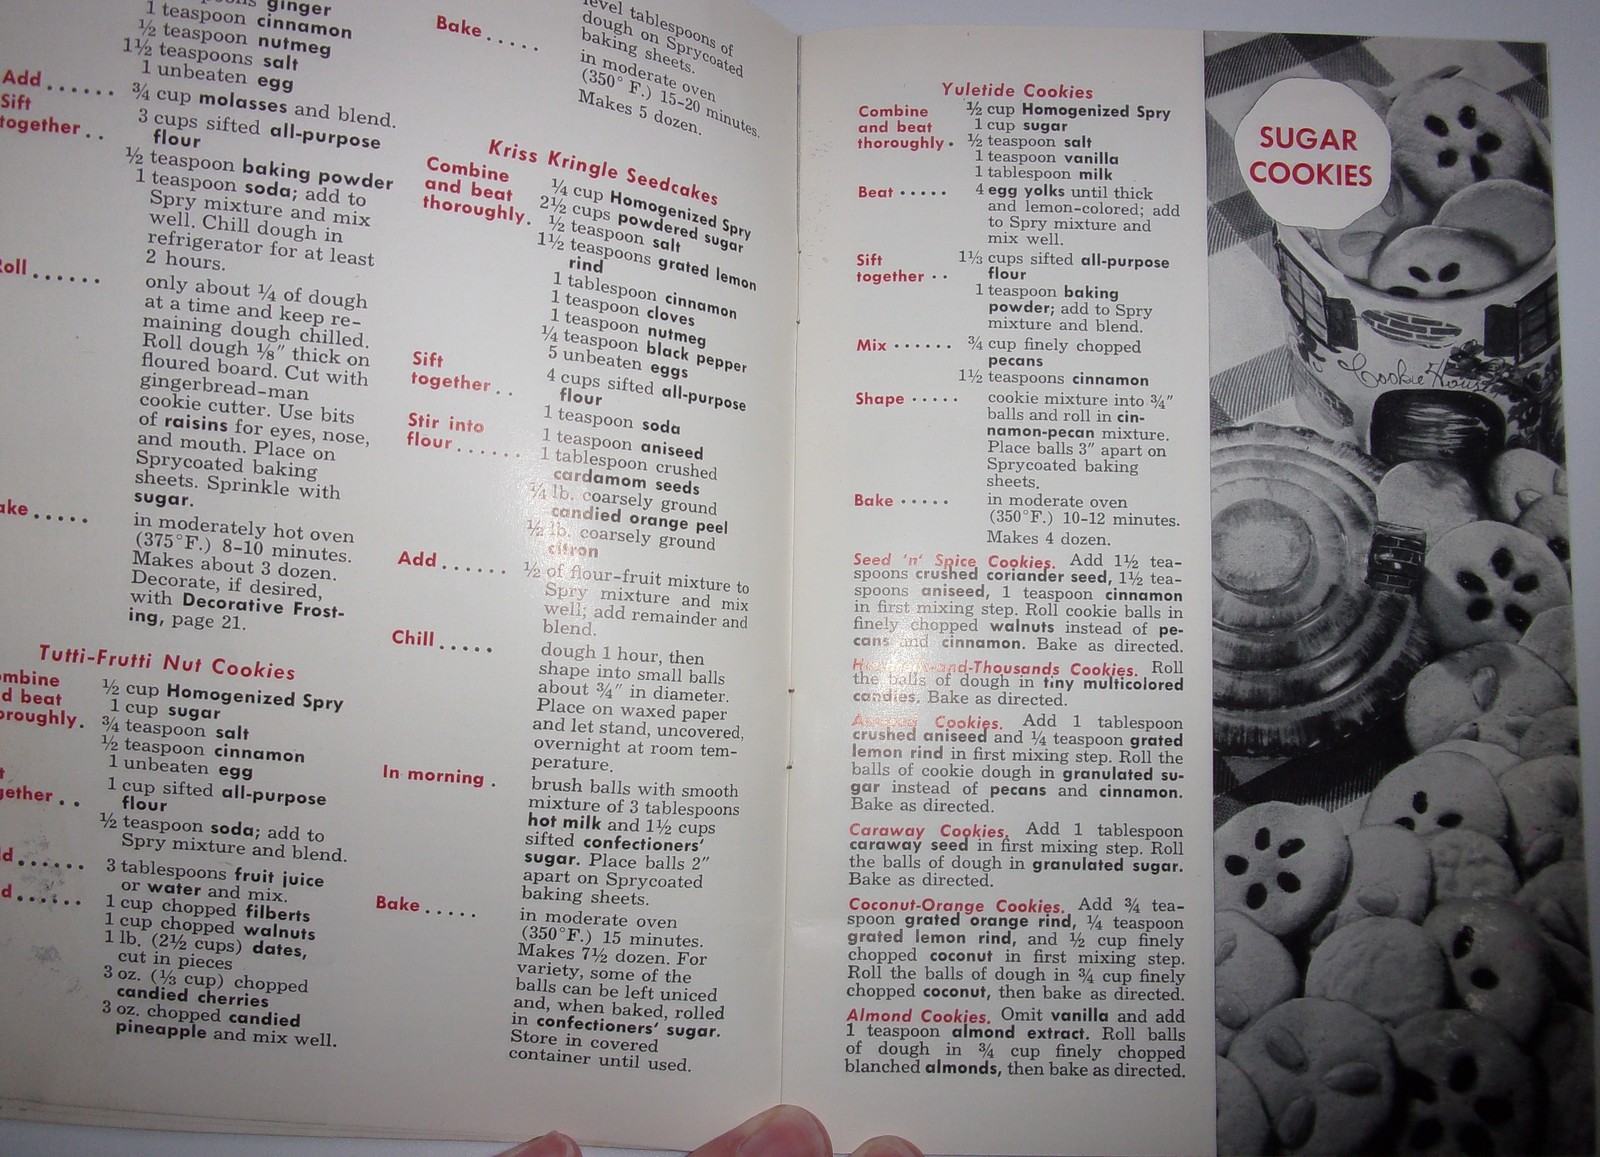 ginger
1 teaspoon cinnamon
½ teaspoon nutmeg
1½ teaspoons salt
1 unbeaten egg
Add ...... ¾ cup molasses and blend.
Sift
together .. 3 cups sifted all-purpose
flour
½ teaspoon baking powder
1 teaspoon soda; add to
Spry mixture and mix
well. Chill dough in
refrigerator for at least
2 hours.
Roll ...... only about ¼ of dough
at a time and keep re-
maining dough chilled.
Roll dough ⅛" thick on
floured board. Cut with
gingerbread-man
cookie cutter. Use bits
of raisins for eyes, nose,
and mouth. Place on
Sprycoated baking
sheets. Sprinkle with
sugar.
ake ..... in moderately hot oven
(375°F.) 8-10 minutes.
Makes about 3 dozen.
Decorate, if desired,
with Decorative Frost-
ing, page 21.
Tutti-Frutti Nut Cookies
ombine
d beat
oroughly. ½ cup Homogenized Spry
1 cup sugar
¾ teaspoon salt
½ teaspoon cinnamon
1 unbeaten egg
t
gether .. 1 cup sifted all-purpose
flour
½ teaspoon soda; add to
Spry mixture and blend.
d ...... 3 tablespoons fruit juice
or water and mix.
d ...... 1 cup chopped filberts
1 cup chopped walnuts
1 lb. (2½ cups) dates,
cut in pieces
3 oz. (⅓ cup) chopped
candied cherries
3 oz. chopped candied
pineapple and mix well.
level tablespoons of
dough on Sprycoated
baking sheets.
Bake ..... in moderate oven
(350° F.) 15-20 minutes.
Makes 5 dozen.
Kriss Kringle Seedcakes
Combine
and beat
thoroughly. ¼ cup Homogenized Spry
2½ cups powdered sugar
½ teaspoon salt
1½ teaspoons grated lemon
rind
1 tablespoon cinnamon
1 teaspoon cloves
1 teaspoon nutmeg
¼ teaspoon black pepper
5 unbeaten eggs
Sift
together .. 4 cups sifted all-purpose
flour
1 teaspoon soda
Stir into
flour ...... 1 teaspoon aniseed
1 tablespoon crushed
cardamom seeds
¼ lb. coarsely ground
candied orange peel
½ lb. coarsely ground
citron
Add ...... ½ of flour-fruit mixture to
Spry mixture and mix
well; add remainder and
blend.
Chill ..... dough 1 hour, then
shape into small balls
about ¾" in diameter.
Place on waxed paper
and let stand, uncovered,
overnight at room tem-
perature.
In morning . brush balls with smooth
mixture of 3 tablespoons
hot milk and 1½ cups
sifted confectioners'
sugar. Place balls 2"
apart on Sprycoated
baking sheets.
Bake ..... in moderate oven
(350°F.) 15 minutes.
Makes 7½ dozen. For
variety, some of the
balls can be left uniced
and, when baked, rolled
in confectioners' sugar.
Store in covered
container until used.
Yuletide Cookies
Combine
and beat
thoroughly. ½ cup Homogenized Spry
1 cup sugar
½ teaspoon salt
1 teaspoon vanilla
1 tablespoon milk
Beat ..... 4 egg yolks until thick
and lemon-colored; add
to Spry mixture and
mix well.
Sift
together .. 1⅓ cups sifted all-purpose
flour
1 teaspoon baking
powder; add to Spry
mixture and blend.
Mix ...... ¾ cup finely chopped
pecans
1½ teaspoons cinnamon
Shape ..... cookie mixture into ¾"
balls and roll in cin-
namon-pecan mixture.
Place balls 3" apart on
Sprycoated baking
sheets.
Bake ..... in moderate oven
(350°F.) 10-12 minutes.
Makes 4 dozen.
Seed 'n' Spice Cookies. Add 1½ tea-
spoons crushed coriander seed, 1½ tea-
spoons aniseed, 1 teaspoon cinnamon
in first mixing step. Roll cookie balls in
finely chopped walnuts instead of pe-
cans and cinnamon. Bake as directed.
Hundreds-and-Thousands Cookies. Roll
the balls of dough in tiny multicolored
candies. Bake as directed.
Cookies. Add 1 tablespoon
crushed aniseed and ¼ teaspoon grated
lemon rind in first mixing step. Roll the
balls of cookie dough in granulated su-
gar instead of pecans and cinnamon.
Bake as directed.
Caraway Cookies. Add 1 tablespoon
caraway seed in first mixing step. Roll
the balls of dough in granulated sugar.
Bake as directed.
Coconut-Orange Cookies. Add ¾ tea-
spoon grated orange rind, ¼ teaspoon
grated lemon rind, and ½ cup finely
chopped coconut in first mixing step.
Roll the balls of dough in ¾ cup finely
chopped coconut, then bake as directed.
Almond Cookies. Omit vanilla and add
1 teaspoon almond extract. Roll balls
of dough in ¾ cup finely chopped
blanched almonds, then bake as directed.
SUGAR
COOKIES
Cookie House